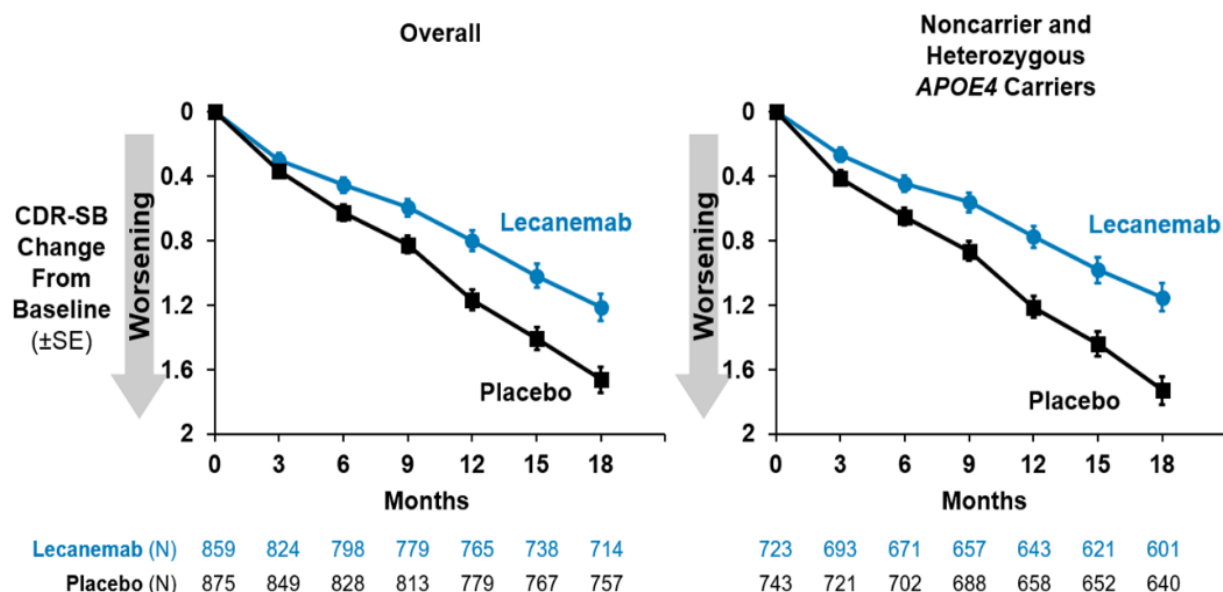 Overall
Noncarrier and
Heterozygous
APOE4 Carriers
CDR-SB
Change
From
Baseline
(±SE)
Worsening
0
0.4
0.8
1.2
1.6
2
Lecanemab
Placebo
0 3 6 9 12 15 18
Months
Worsening
0
0.4
0.8
1.2
1.6
2
Lecanemab
Placebo
0 3 6 9 12 15 18
Months
Lecanemab (N) 859 824 798 779 765 738 714 723 693 671 657 643 621 601
Placebo (N) 875 849 828 813 779 767 757 743 721 702 688 658 652 640